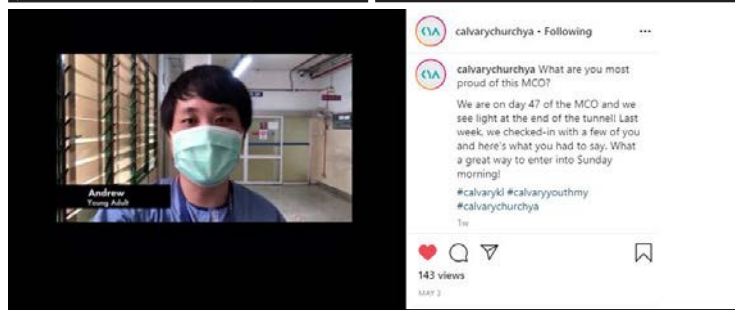 Andrew
Young Adult
calvarychurchya • Following
calvarychurchya What are you most
proud of this MCO?
We are on day 47 of the MCO and we
see light at the end of the tunnel! Last
week, we checked-in with a few of you
and here's what you had to say. What
a great way to enter into Sunday
morning!
#calvarykl #calvaryyouthmy
#calvarychurchya
1w
143 views
MAY 3